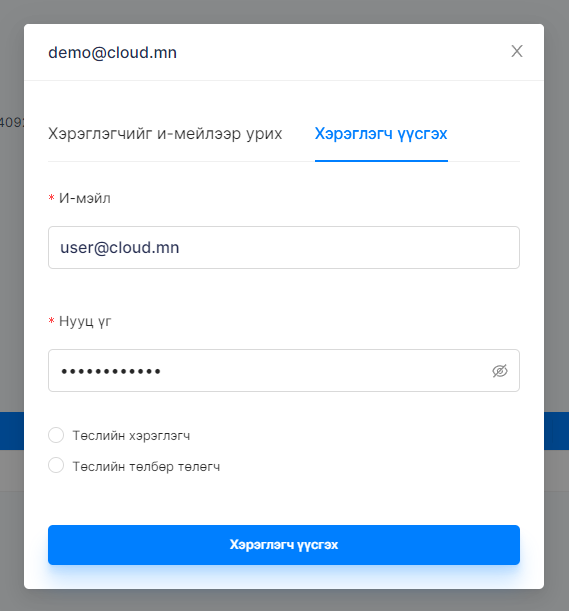 demo@cloud.mn
Хэрэглэгчийг и-мейлээр урих
Хэрэглэгч үүсгэх
* И-мэйл
user@cloud.mn
* Нууц үг
••••••••••••
Төслийн хэрэглэгч
Төслийн төлбөр төлөгч
Хэрэглэгч үүсгэх